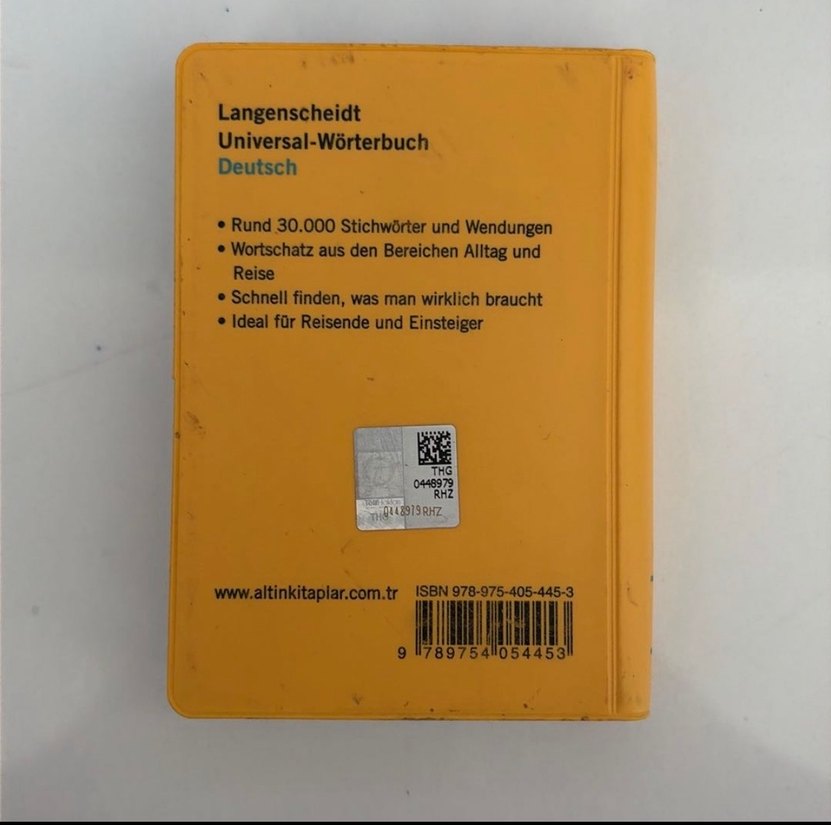 Langenscheidt
Universal-Wörterbuch
Deutsch
• Rund 30.000 Stichwörter und Wendungen
• Wortschatz aus den Bereichen Alltag und
Reise
• Schnell finden, was man wirklich braucht
• Ideal für Reisende und Einsteiger
THG
0448979
RHZ
THG 0448979 RHZ
www.altinkitaplar.com.tr
ISBN 978-975-405-445-3
9 789754 054453